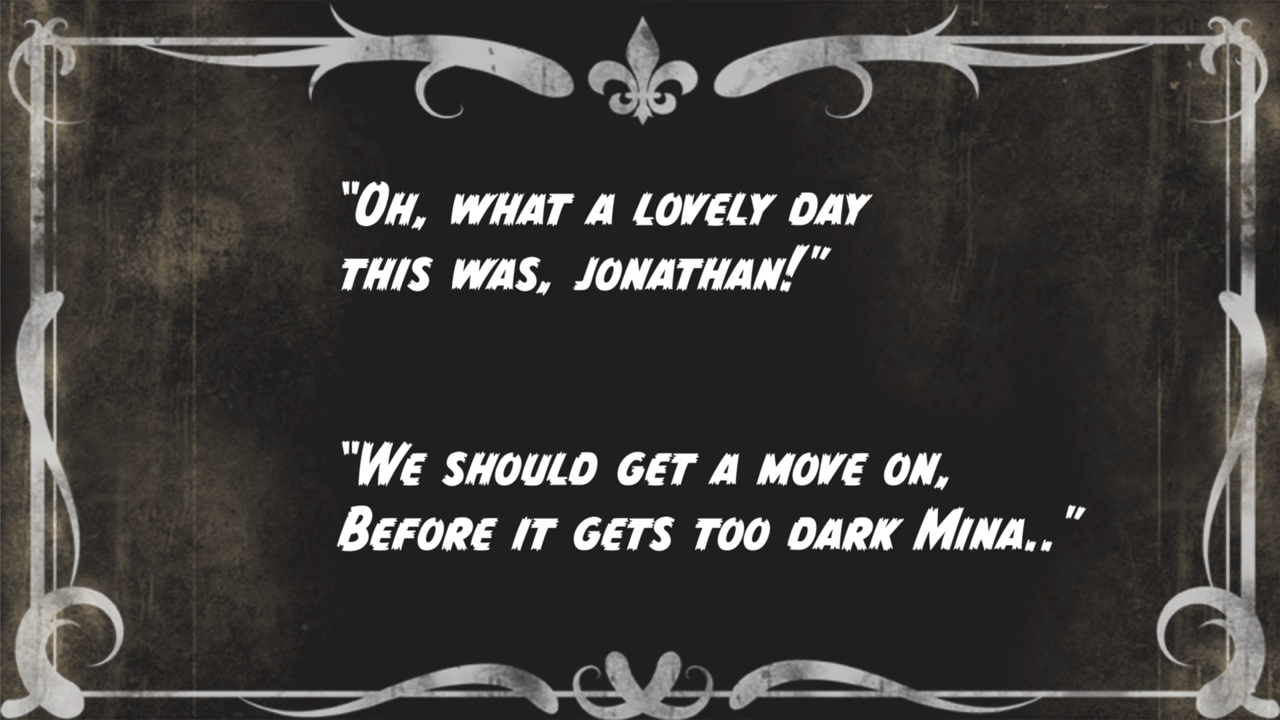 "Oh, what a lovely day
this was, Jonathan!"
"We should get a move on,
Before it gets too dark Mina.."